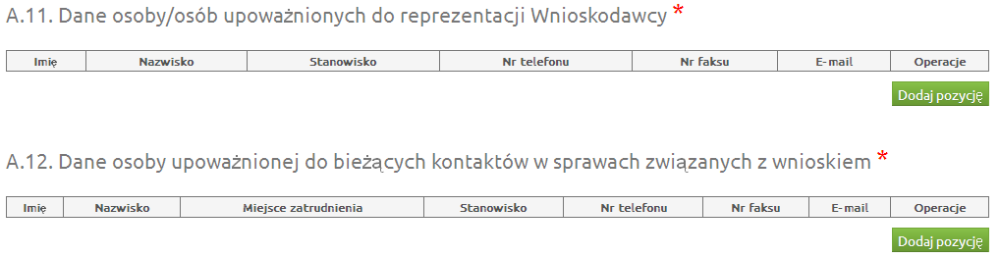 A.11. Dane osoby/osób upoważnionych do reprezentacji Wnioskodawcy *
Imię Nazwisko Stanowisko Nr telefonu Nr faksu E-mail Operacje
Dodaj pozycję
A.12. Dane osoby upoważnionej do bieżących kontaktów w sprawach związanych z wnioskiem *
Imię Nazwisko Miejsce zatrudnienia Stanowisko Nr telefonu Nr faksu E-mail Operacje
Dodaj pozycję